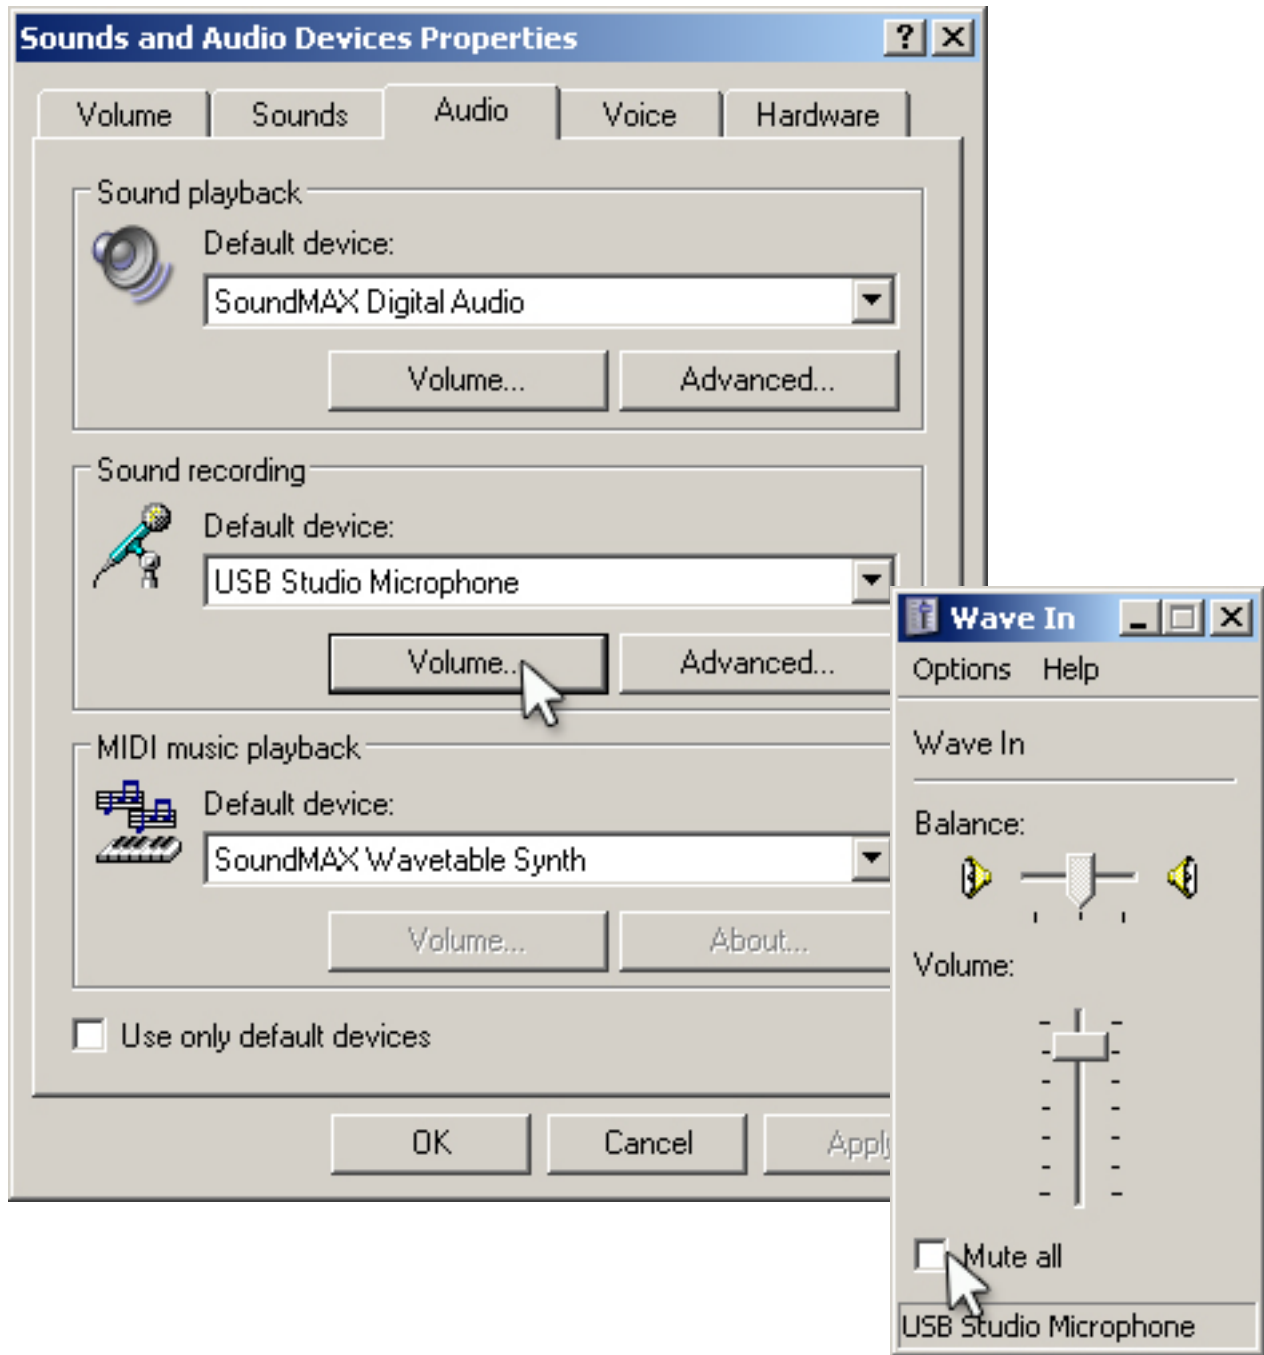 Sounds and Audio Devices Properties
Volume Sounds Audio Voice Hardware
Sound playback
Default device:
SoundMAX Digital Audio
Volume... Advanced...
Sound recording
Default device:
USB Studio Microphone
Volume... Advanced...
MIDI music playback
Default device:
SoundMAX Wavetable Synth
Volume... About...
Use only default devices
OK Cancel Apply
Wave In
Options Help
Wave In
Balance:
Volume:
Mute all
USB Studio Microphone